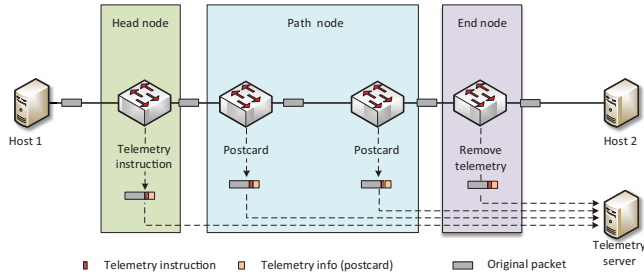 Head node
Path node
End node
Host 1
Telemetry
instruction
Postcard
Postcard
Remove
telemetry
Host 2
Telemetry
server
Telemetry instruction
Telemetry info (postcard)
Original packet